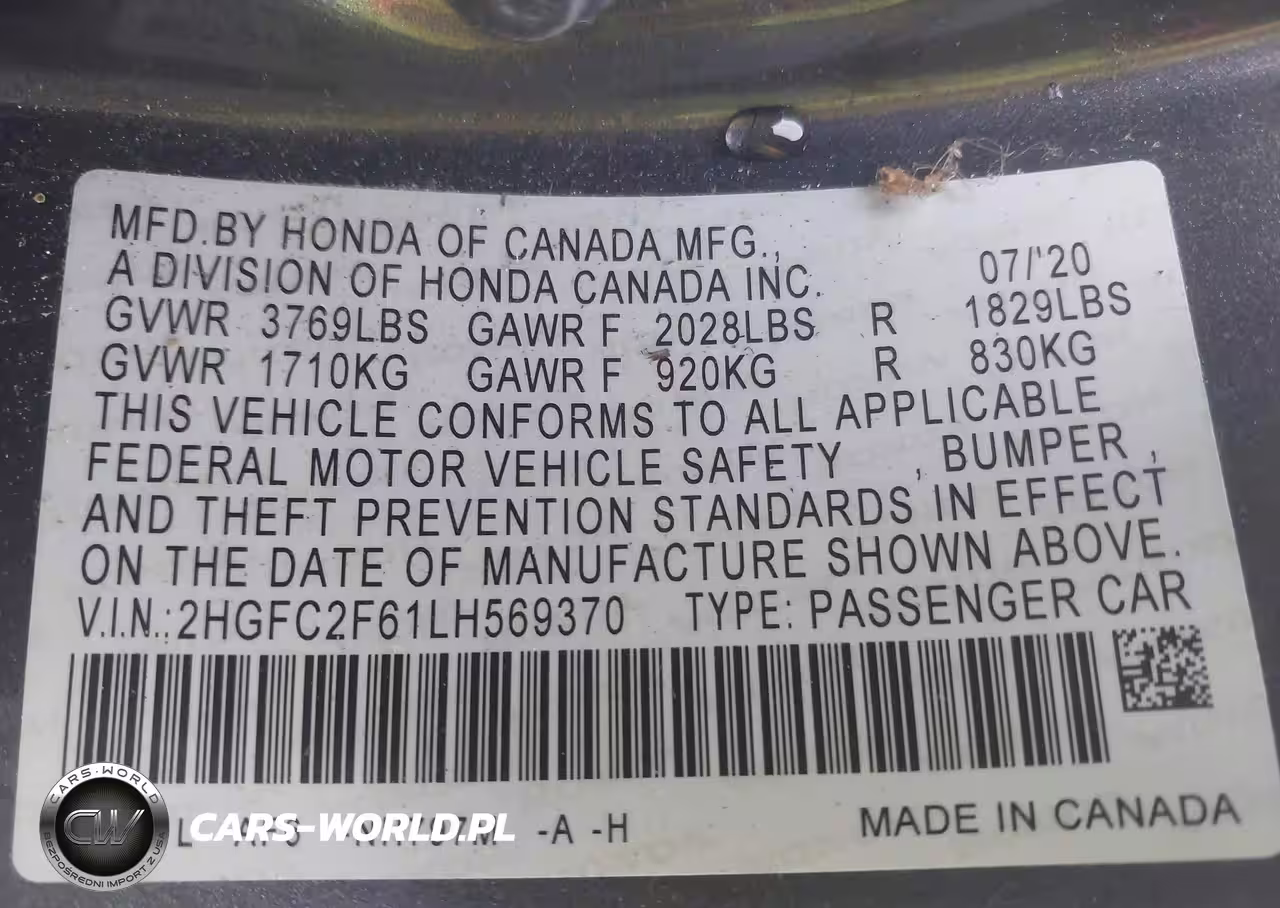 MFD.BY HONDA OF CANADA MFG.,
A DIVISION OF HONDA CANADA INC. 07/'20
GVWR 3769LBS GAWR F 2028LBS R 1829LBS
GVWR 1710KG GAWR F 920KG R 830KG
THIS VEHICLE CONFORMS TO ALL APPLICABLE
FEDERAL MOTOR VEHICLE SAFETY , BUMPER ,
AND THEFT PREVENTION STANDARDS IN EFFECT
ON THE DATE OF MANUFACTURE SHOWN ABOVE.
V.I.N.:2HGFC2F61LH569370 TYPE: PASSENGER CAR
-A -H MADE IN CANADA
CARS-WORLD
CW
BEZPOŚREDNI IMPORT Z USA
CARS-WORLD.PL